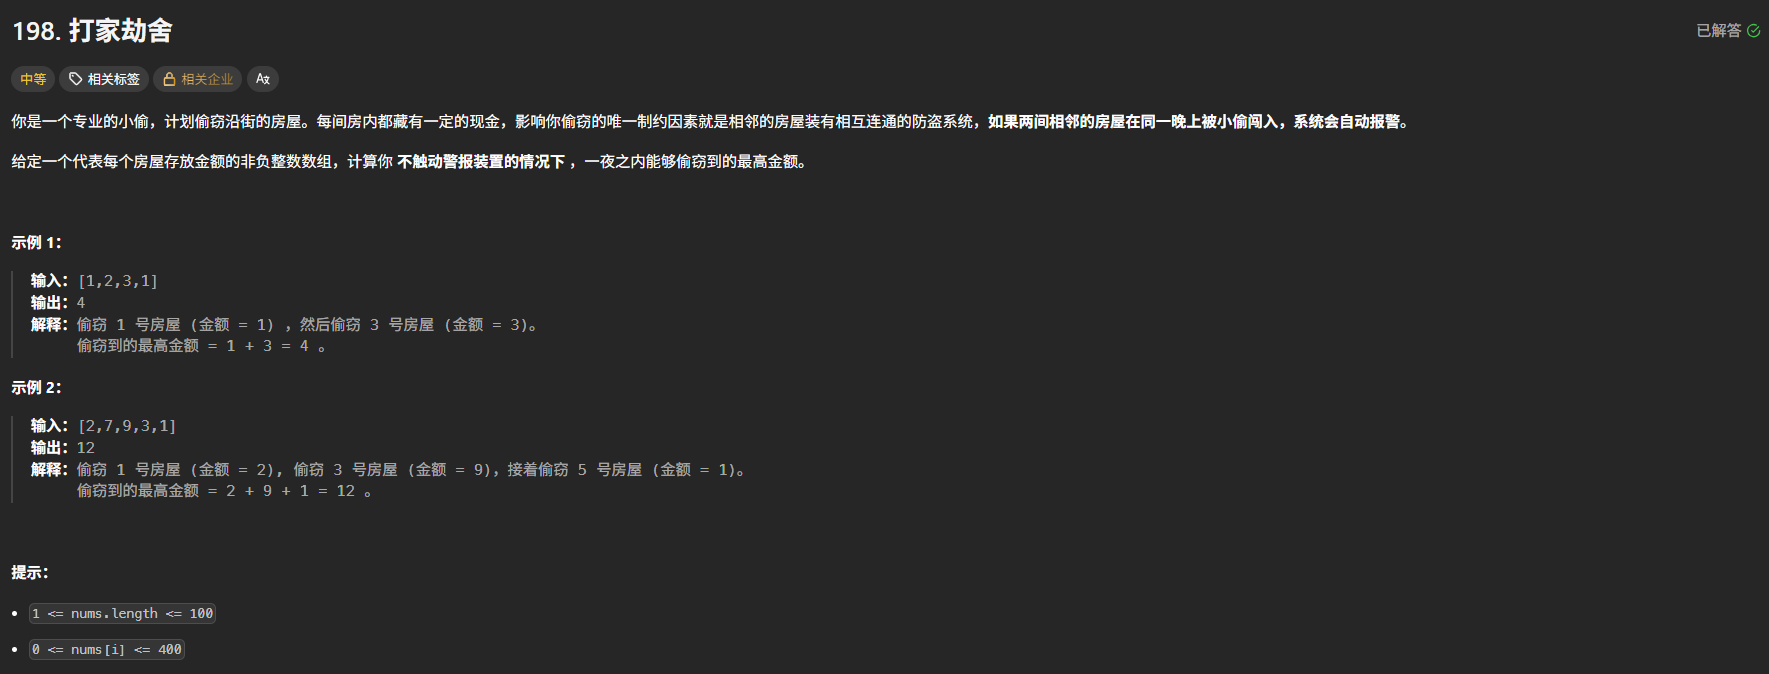 198. 打家劫舍
已解答
中等
相关标签
相关企业
你是一个专业的小偷，计划偷窃沿街的房屋。每间房内都藏有一定的现金，影响你偷窃的唯一制约因素就是相邻的房屋装有相互连通的防盗系统，如果两间相邻的房屋在同一晚上被小偷闯入，系统会自动报警。
给定一个代表每个房屋存放金额的非负整数数组，计算你 不触动警报装置的情况下 ，一夜之内能够偷窃到的最高金额。
示例 1：
输入：[1,2,3,1]
输出：4
解释：偷窃 1 号房屋 (金额 = 1) ，然后偷窃 3 号房屋 (金额 = 3)。
偷窃到的最高金额 = 1 + 3 = 4 。
示例 2：
输入：[2,7,9,3,1]
输出：12
解释：偷窃 1 号房屋 (金额 = 2), 偷窃 3 号房屋 (金额 = 9)，接着偷窃 5 号房屋 (金额 = 1)。
偷窃到的最高金额 = 2 + 9 + 1 = 12 。
提示：
1 <= nums.length <= 100
0 <= nums[i] <= 400